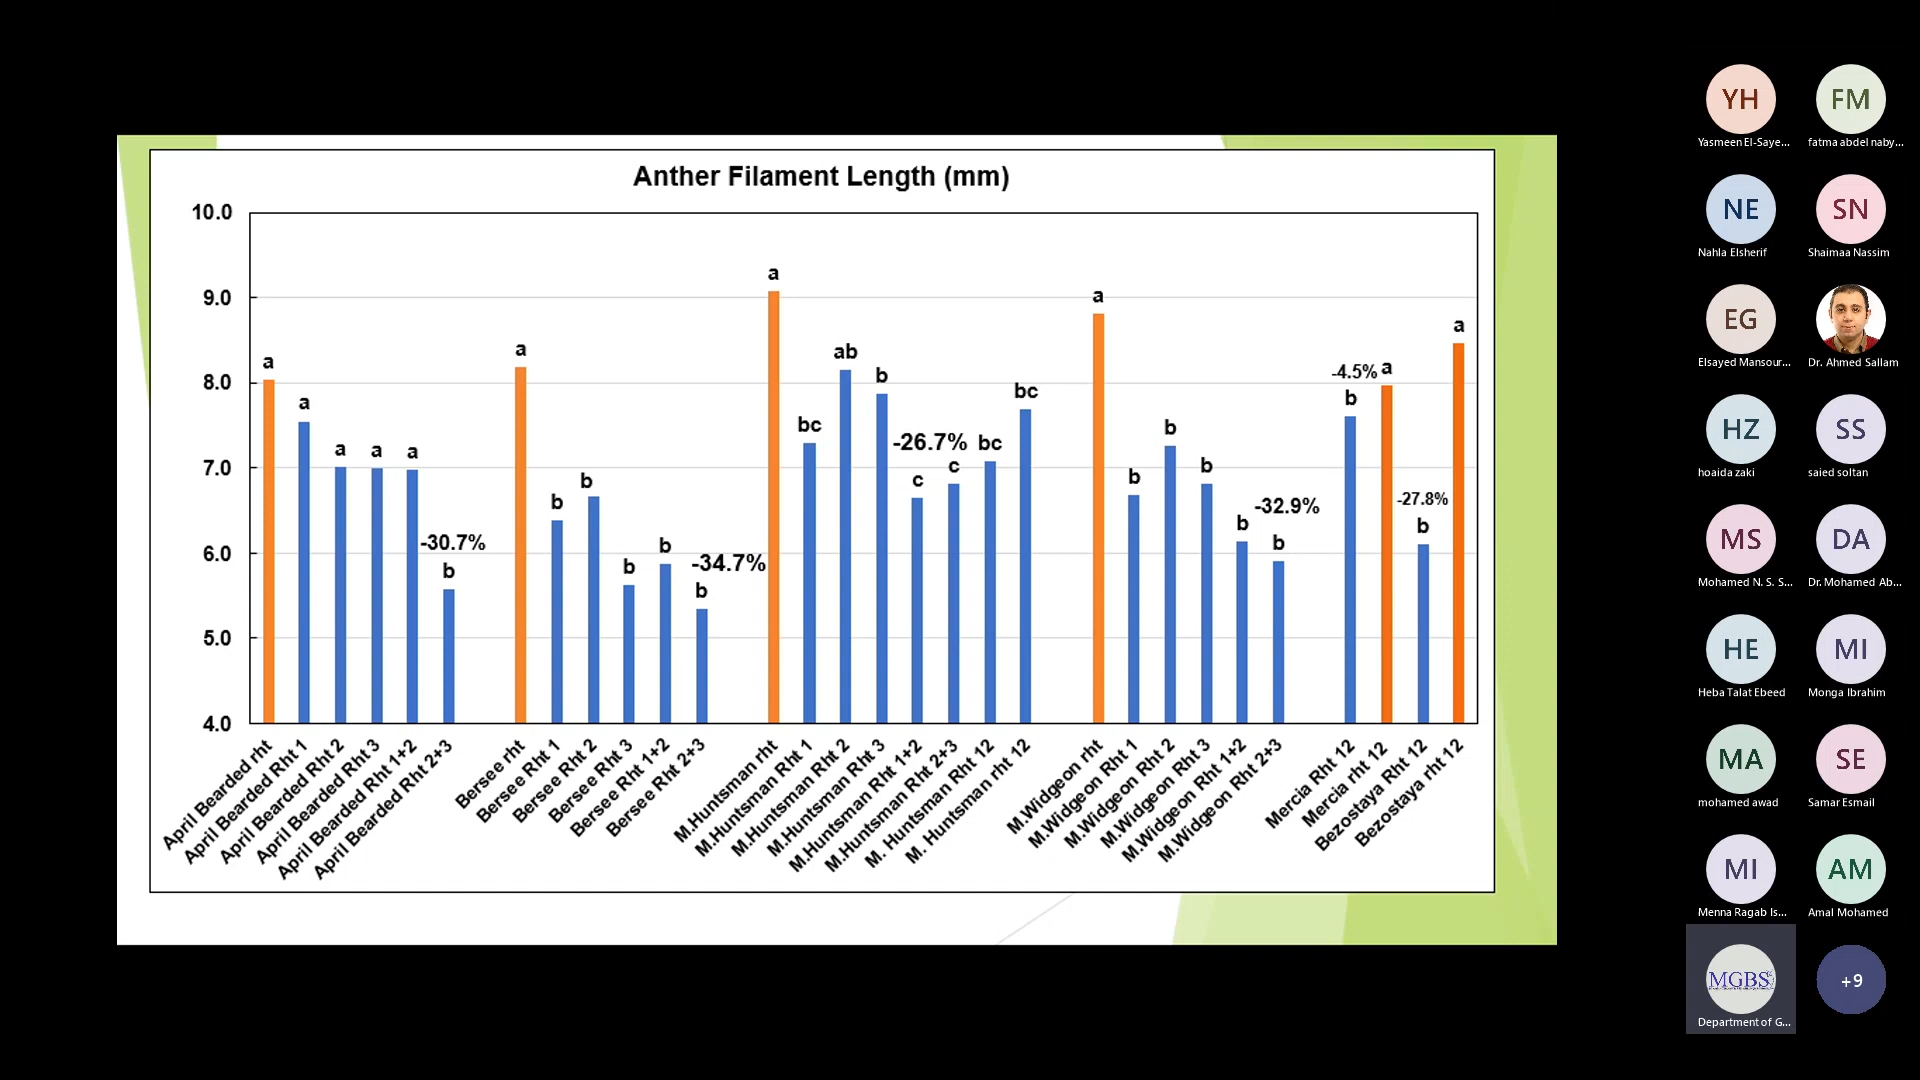 Anther Filament Length (mm)
10.0
9.0
8.0
7.0
6.0
5.0
4.0
a
a
a
a
a
-30.7%
b
a
b
b
b
b
-34.7%
b
a
bc
ab
b
-26.7%
c
c
bc
bc
a
b
b
b
b
-32.9%
b
-4.5%
b
a
-27.8%
b
a
April Bearded rht
April Bearded Rht 1
April Bearded Rht 2
April Bearded Rht 3
April Bearded Rht 1+2
April Bearded Rht 2+3
Bersee rht
Bersee Rht 1
Bersee Rht 2
Bersee Rht 3
Bersee Rht 1+2
Bersee Rht 2+3
M.Huntsman rht
M.Huntsman Rht 1
M.Huntsman Rht 2
M.Huntsman Rht 3
M.Huntsman Rht 1+2
M.Huntsman Rht 2+3
M. Huntsman Rht 12
M. Huntsman rht 12
M.Widgeon rht
M.Widgeon Rht 1
M.Widgeon Rht 2
M.Widgeon Rht 3
M.Widgeon Rht 1+2
M.Widgeon Rht 2+3
Mercia Rht 12
Mercia rht 12
Bezostaya Rht 12
Bezostaya rht 12
YH
Yasmeen El-Saye...
FM
fatma abdel naby...
NE
Nahla Elsherif
SN
Shaimaa Nassim
EG
Elsayed Mansour...
Dr. Ahmed Sallam
HZ
hoaida zaki
SS
saied soltan
MS
Mohamed N. S. S...
DA
Dr. Mohamed Ab...
HE
Heba Talat Ebeed
MI
Monga Ibrahim
MA
mohamed awad
SE
Samar Esmail
MI
Menna Ragab Is...
AM
Amal Mohamed
MGBS
Department of G...
+9